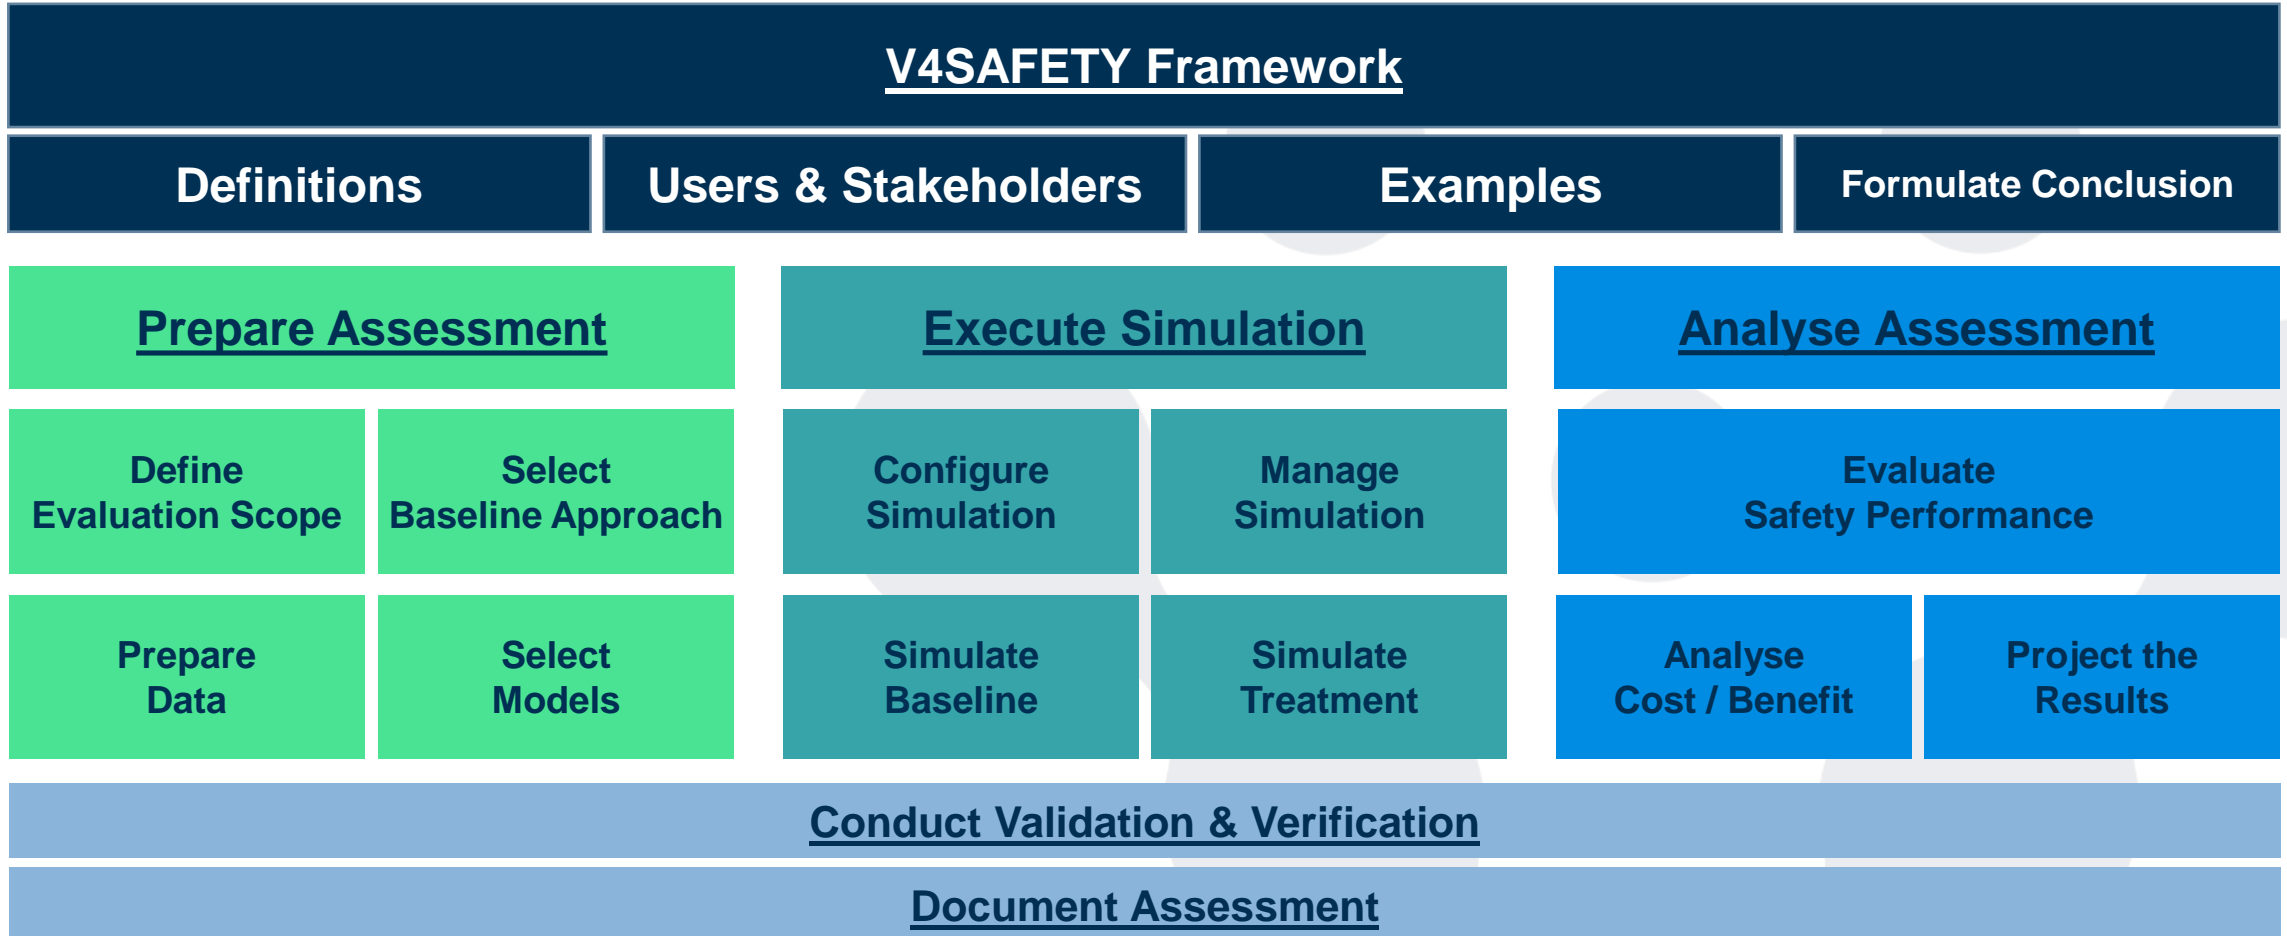 V4SAFETY Framework
Definitions
Users & Stakeholders
Examples
Formulate Conclusion
Prepare Assessment
Execute Simulation
Analyse Assessment
Define
Evaluation Scope
Select
Baseline Approach
Configure
Simulation
Manage
Simulation
Evaluate
Safety Performance
Prepare
Data
Select
Models
Simulate
Baseline
Simulate
Treatment
Analyse
Cost / Benefit
Project the
Results
Conduct Validation & Verification
Document Assessment